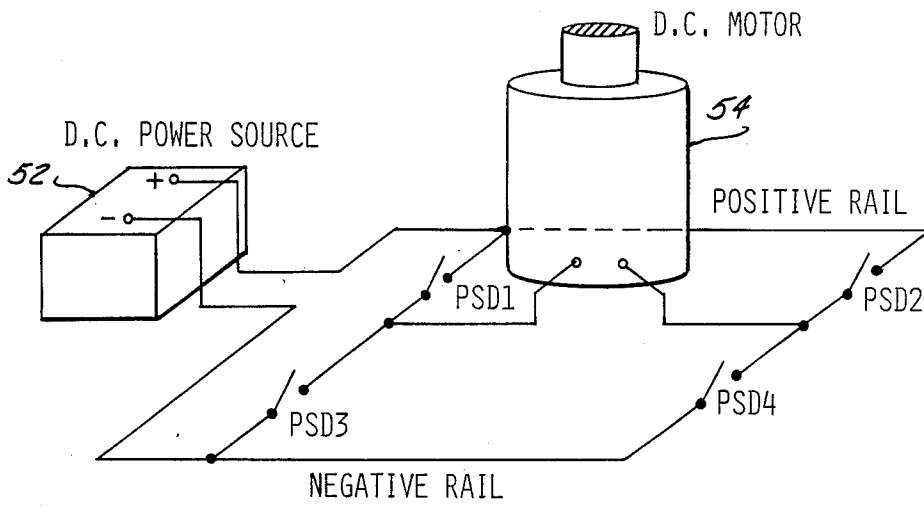 D.C. MOTOR
54
D.C. POWER SOURCE
52
+
-
POSITIVE RAIL
PSD1
PSD2
PSD3
PSD4
NEGATIVE RAIL